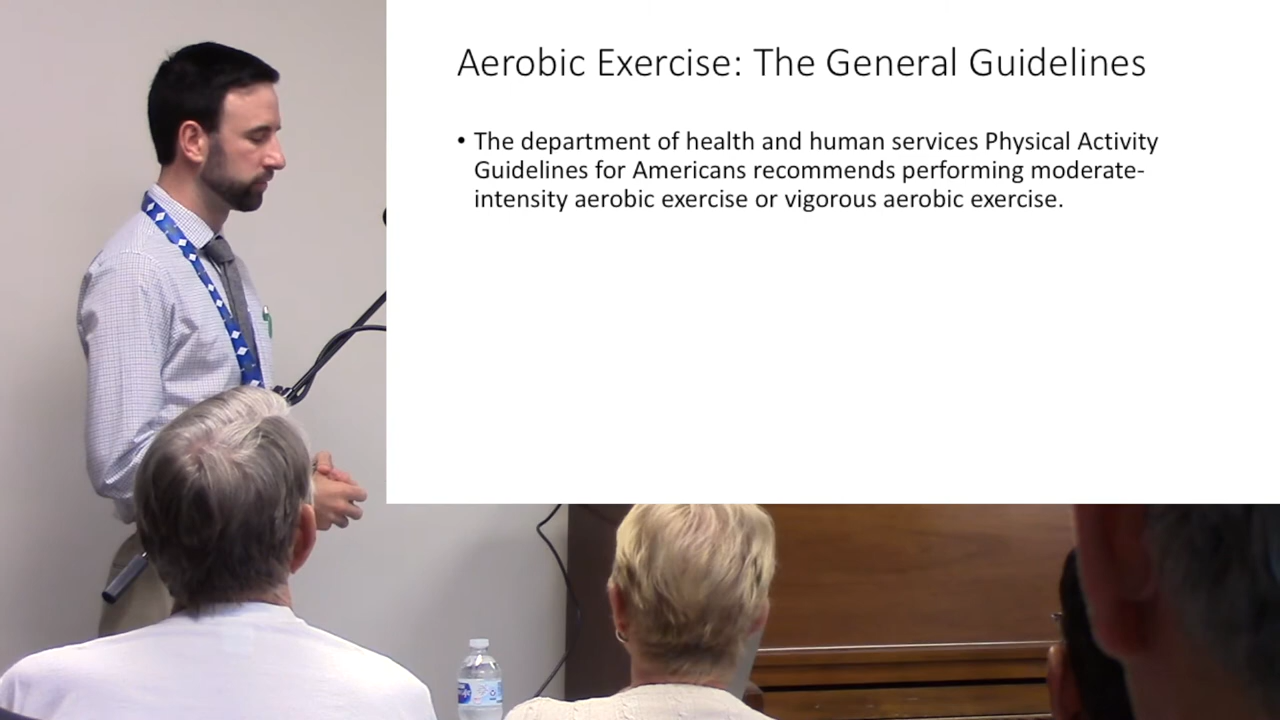 Aerobic Exercise: The General Guidelines
• The department of health and human services Physical Activity
Guidelines for Americans recommends performing moderate-
intensity aerobic exercise or vigorous aerobic exercise.